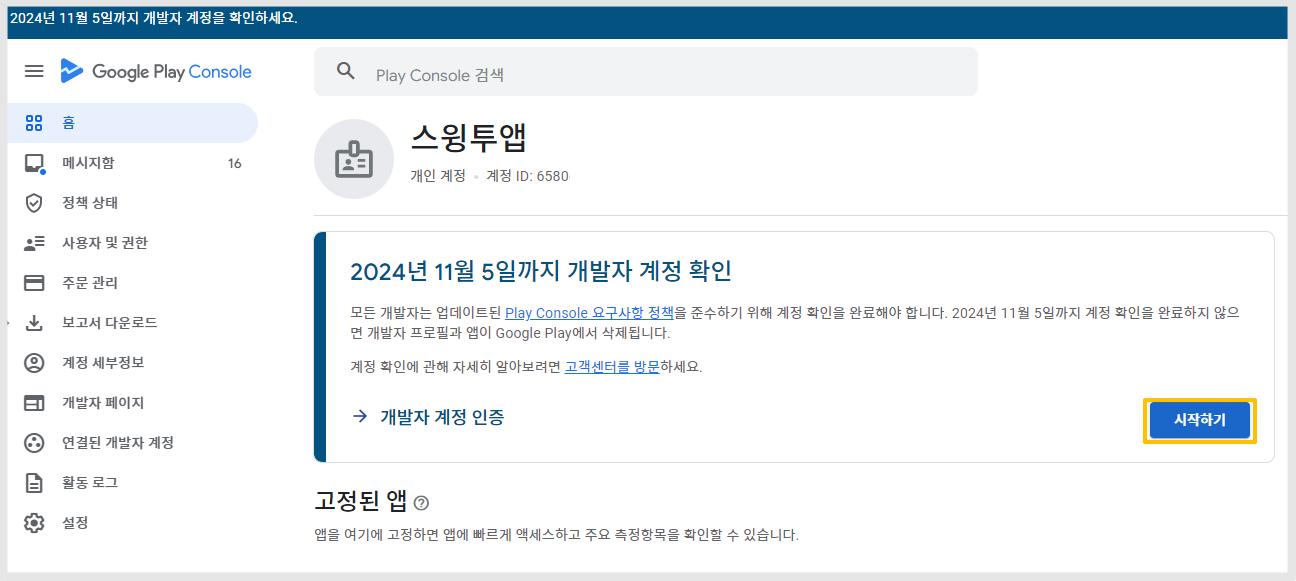 2024년 11월 5일까지 개발자 계정을 확인하세요.
Google Play Console
Play Console 검색
홈
메시지함 16
정책 상태
사용자 및 권한
주문 관리
보고서 다운로드
계정 세부정보
개발자 페이지
연결된 개발자 계정
활동 로그
설정
스윙투앱
개인 계정 • 계정 ID: 6580
2024년 11월 5일까지 개발자 계정 확인
모든 개발자는 업데이트된 Play Console 요구사항 정책을 준수하기 위해 계정 확인을 완료해야 합니다. 2024년 11월 5일까지 계정 확인을 완료하지 않으
면 개발자 프로필과 앱이 Google Play에서 삭제됩니다.
계정 확인에 관해 자세히 알아보려면 고객센터를 방문하세요.
→ 개발자 계정 인증
시작하기
고정된 앱 ?
앱을 여기에 고정하면 앱에 빠르게 액세스하고 주요 측정항목을 확인할 수 있습니다.